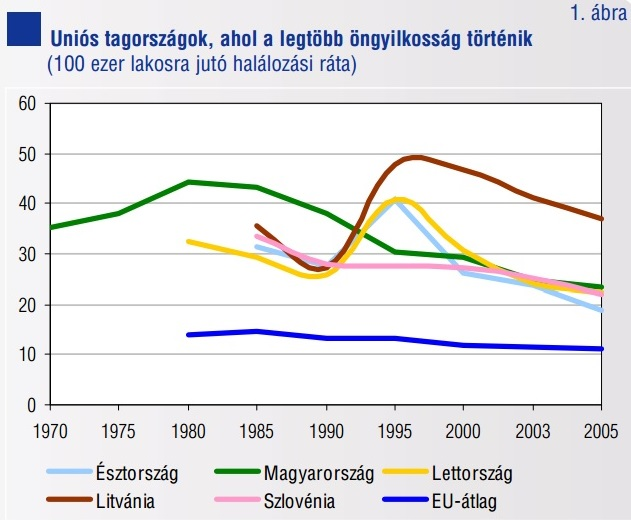 1. ábra
Uniós tagországok, ahol a legtöbb öngyilkosság történik
(100 ezer lakosra jutó halálozási ráta)
60
50
40
30
20
10
0
1970 1975 1980 1985 1990 1995 2000 2003 2005
Észtország Magyarország Lettország
Litvánia Szlovénia EU-átlag